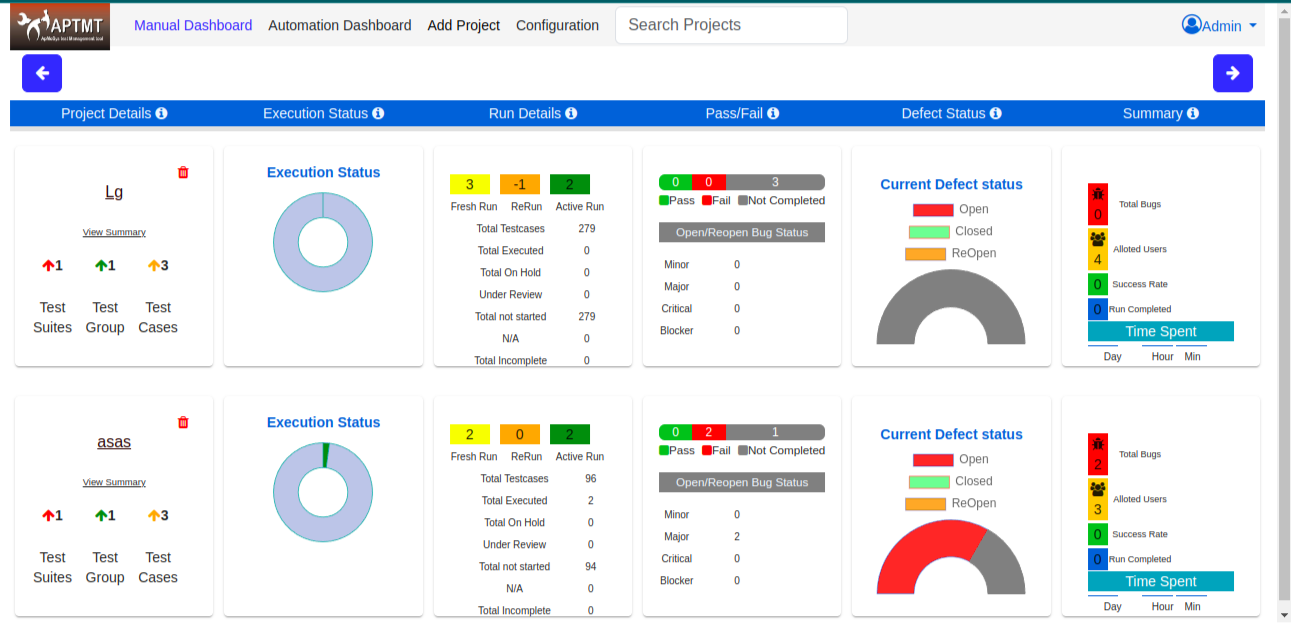 APTMT
ApMoSys test Management tool
Manual Dashboard Automation Dashboard Add Project Configuration Search Projects Admin
Project Details Execution Status Run Details Pass/Fail Defect Status Summary
Lg
View Summary
1 1 3
Test Suites Test Group Test Cases
Execution Status
3 -1 2
Fresh Run ReRun Active Run
Total Testcases 279
Total Executed 0
Total On Hold 0
Under Review 0
Total not started 279
N/A 0
Total Incomplete 0
0 0 3
Pass Fail Not Completed
Open/Reopen Bug Status
Minor 0
Major 0
Critical 0
Blocker 0
Current Defect status
Open
Closed
ReOpen
0 Total Bugs
4 Alloted Users
0 Success Rate
0 Run Completed
Time Spent
Day Hour Min
asas
View Summary
1 1 3
Test Suites Test Group Test Cases
Execution Status
2 0 2
Fresh Run ReRun Active Run
Total Testcases 96
Total Executed 2
Total On Hold 0
Under Review 0
Total not started 94
N/A 0
Total Incomplete 0
0 2 1
Pass Fail Not Completed
Open/Reopen Bug Status
Minor 0
Major 2
Critical 0
Blocker 0
Current Defect status
Open
Closed
ReOpen
2 Total Bugs
3 Alloted Users
0 Success Rate
0 Run Completed
Time Spent
Day Hour Min